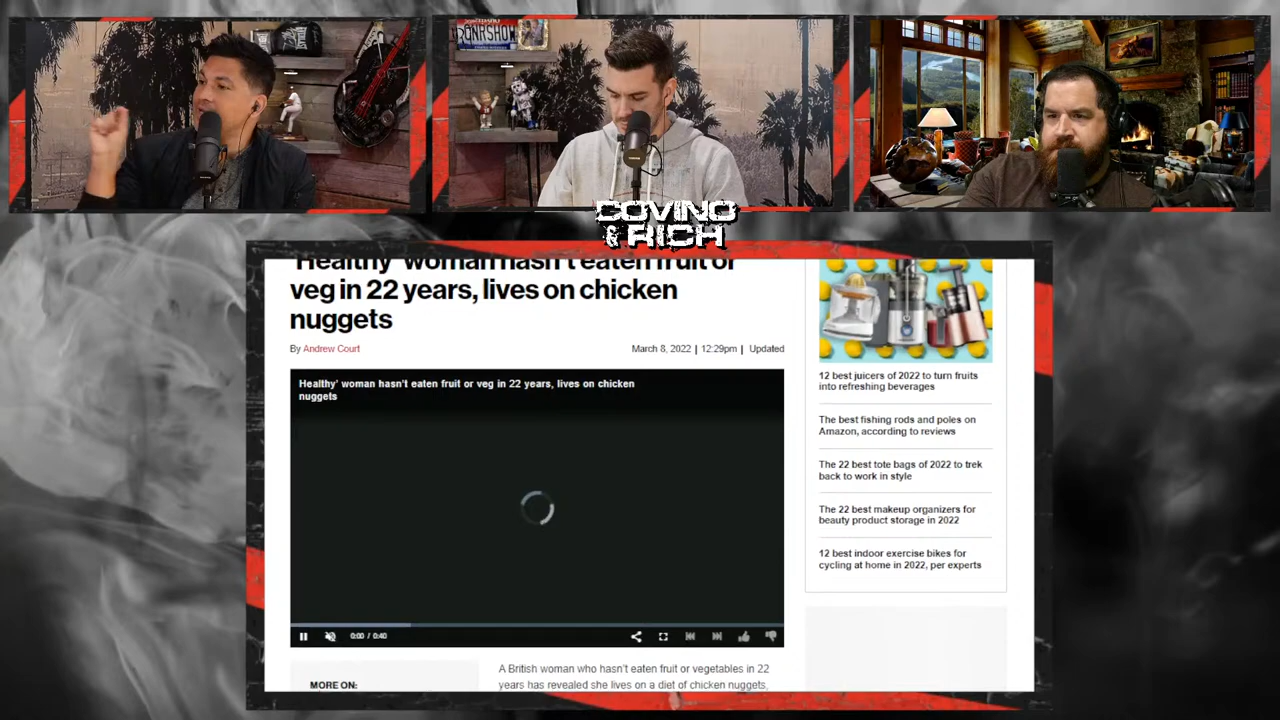 CONRSHOW
COVINO
& RICH
'Healthy' woman hasn't eaten fruit or
veg in 22 years, lives on chicken
nuggets
By Andrew Court
March 8, 2022 | 12:29pm | Updated
Healthy' woman hasn't eaten fruit or veg in 22 years, lives on chicken
nuggets
0:00 / 0:40
MORE ON:
A British woman who hasn't eaten fruit or vegetables in 22
years has revealed she lives on a diet of chicken nuggets,
12 best juicers of 2022 to turn fruits
into refreshing beverages
The best fishing rods and poles on
Amazon, according to reviews
The 22 best tote bags of 2022 to trek
back to work in style
The 22 best makeup organizers for
beauty product storage in 2022
12 best indoor exercise bikes for
cycling at home in 2022, per experts